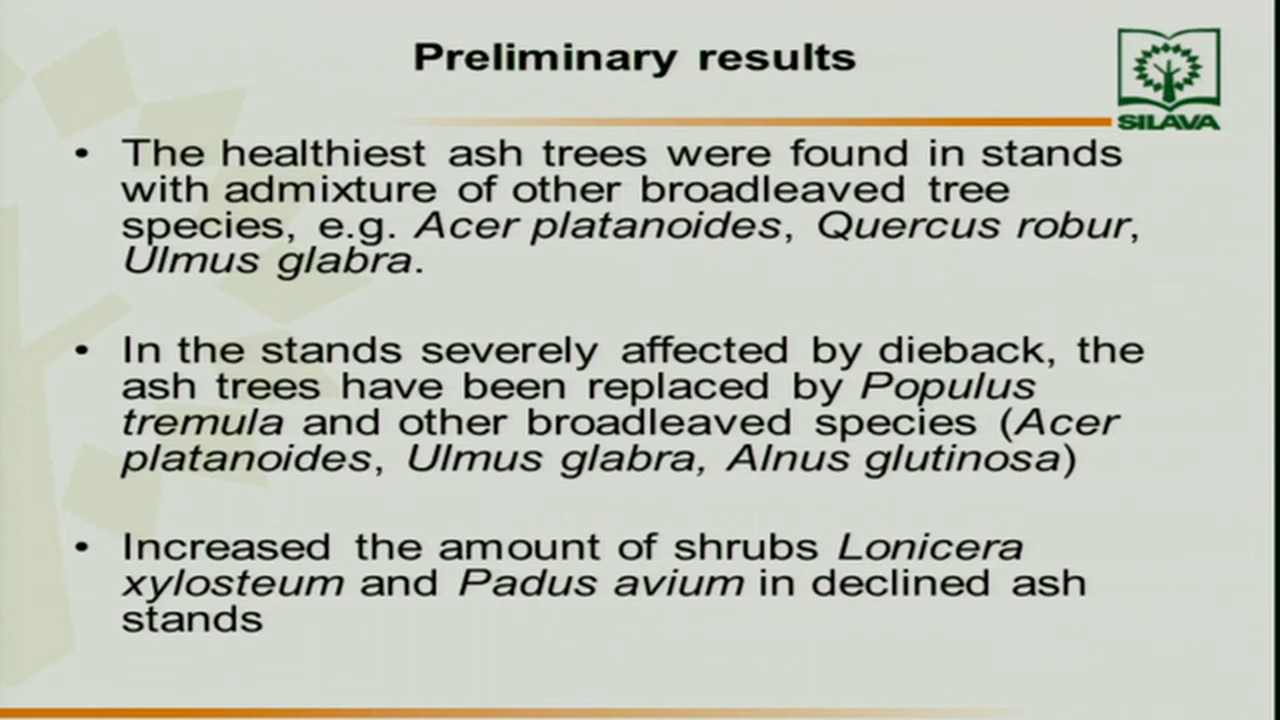 Preliminary results
SILAVA
• The healthiest ash trees were found in stands
with admixture of other broadleaved tree
species, e.g. Acer platanoides, Quercus robur,
Ulmus glabra.
• In the stands severely affected by dieback, the
ash trees have been replaced by Populus
tremula and other broadleaved species (Acer
platanoides, Ulmus glabra, Alnus glutinosa)
• Increased the amount of shrubs Lonicera
xylosteum and Padus avium in declined ash
stands